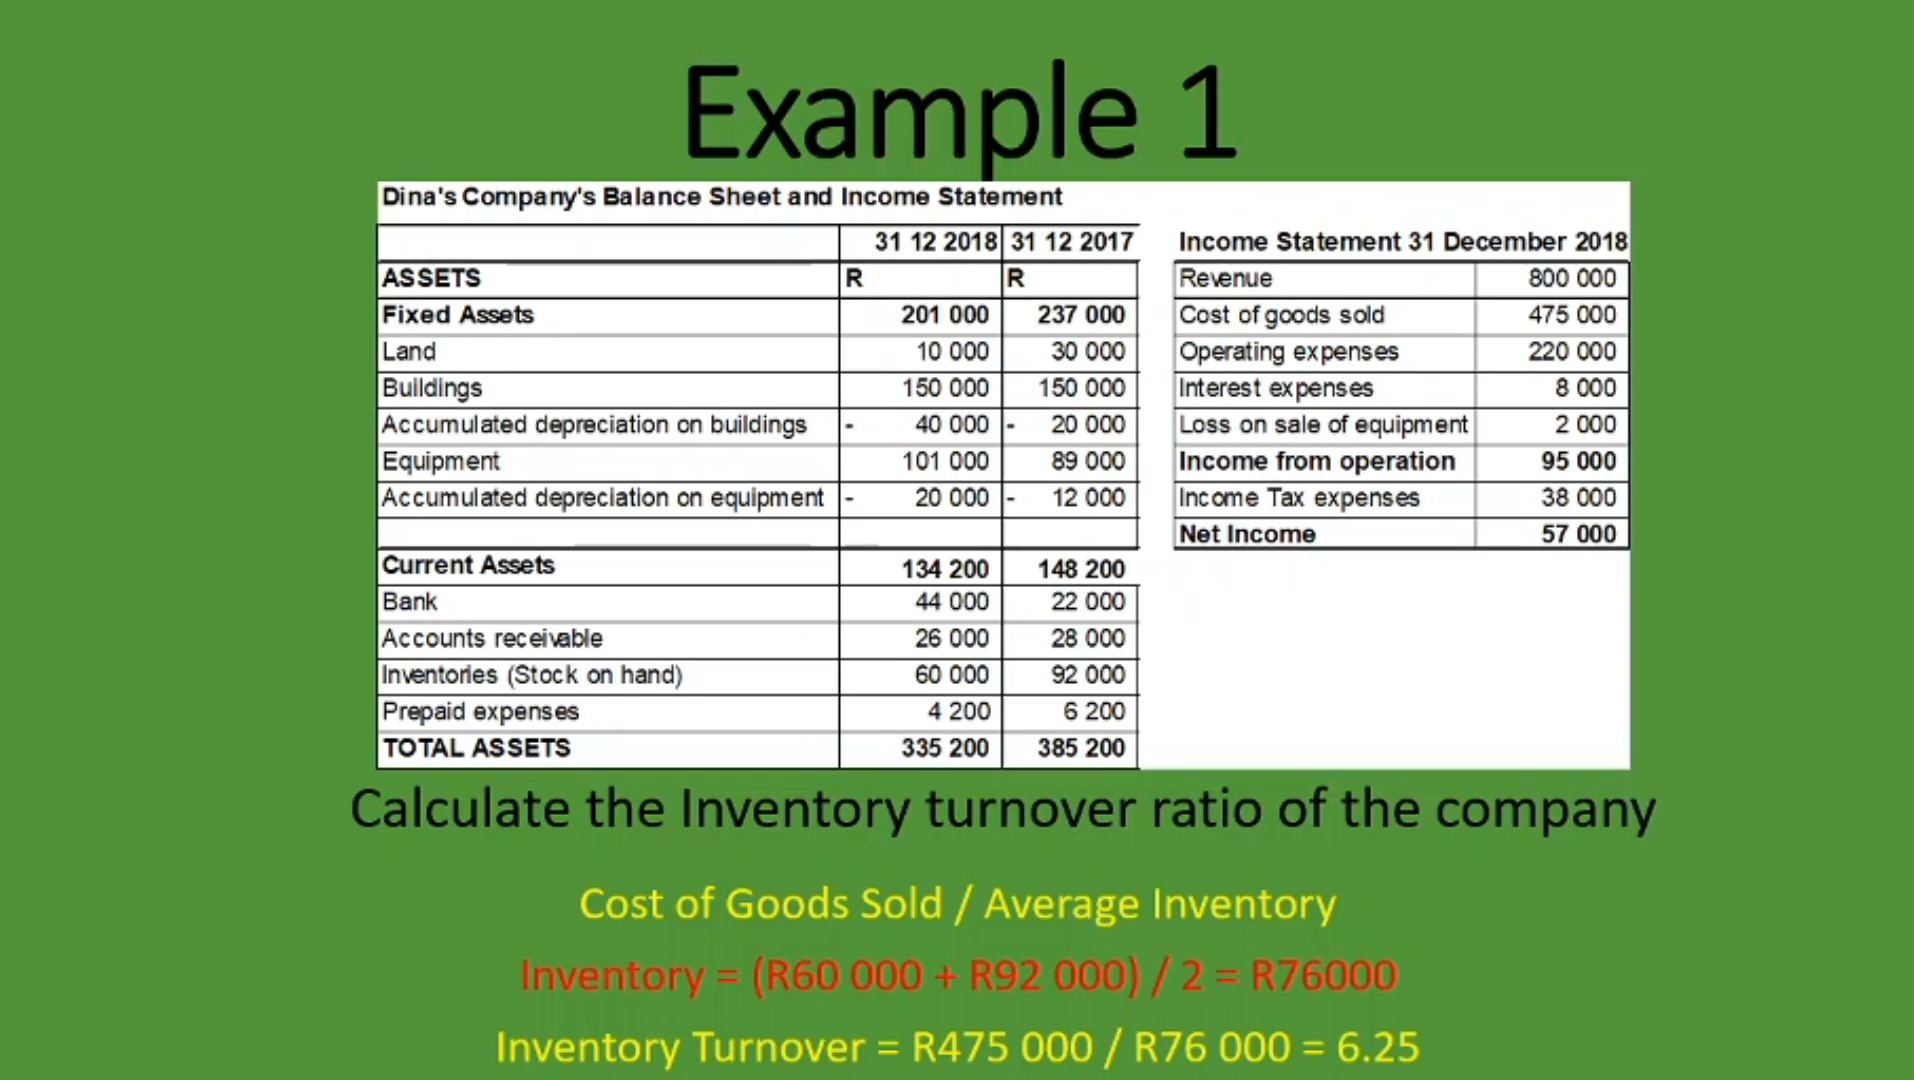 Example 1
Dina's Company's Balance Sheet and Income Statement
31 12 2018 31 12 2017
ASSETS R R
Fixed Assets 201 000 237 000
Land 10 000 30 000
Buildings 150 000 150 000
Accumulated depreciation on buildings - 40 000 - 20 000
Equipment 101 000 89 000
Accumulated depreciation on equipment - 20 000 - 12 000
Current Assets 134 200 148 200
Bank 44 000 22 000
Accounts receivable 26 000 28 000
Inventories (Stock on hand) 60 000 92 000
Prepaid expenses 4 200 6 200
TOTAL ASSETS 335 200 385 200
Income Statement 31 December 2018
Revenue 800 000
Cost of goods sold 475 000
Operating expenses 220 000
Interest expenses 8 000
Loss on sale of equipment 2 000
Income from operation 95 000
Income Tax expenses 38 000
Net Income 57 000
Calculate the Inventory turnover ratio of the company
Cost of Goods Sold / Average Inventory
Inventory = (R60 000 + R92 000) / 2 = R76000
Inventory Turnover = R475 000 / R76 000 = 6.25